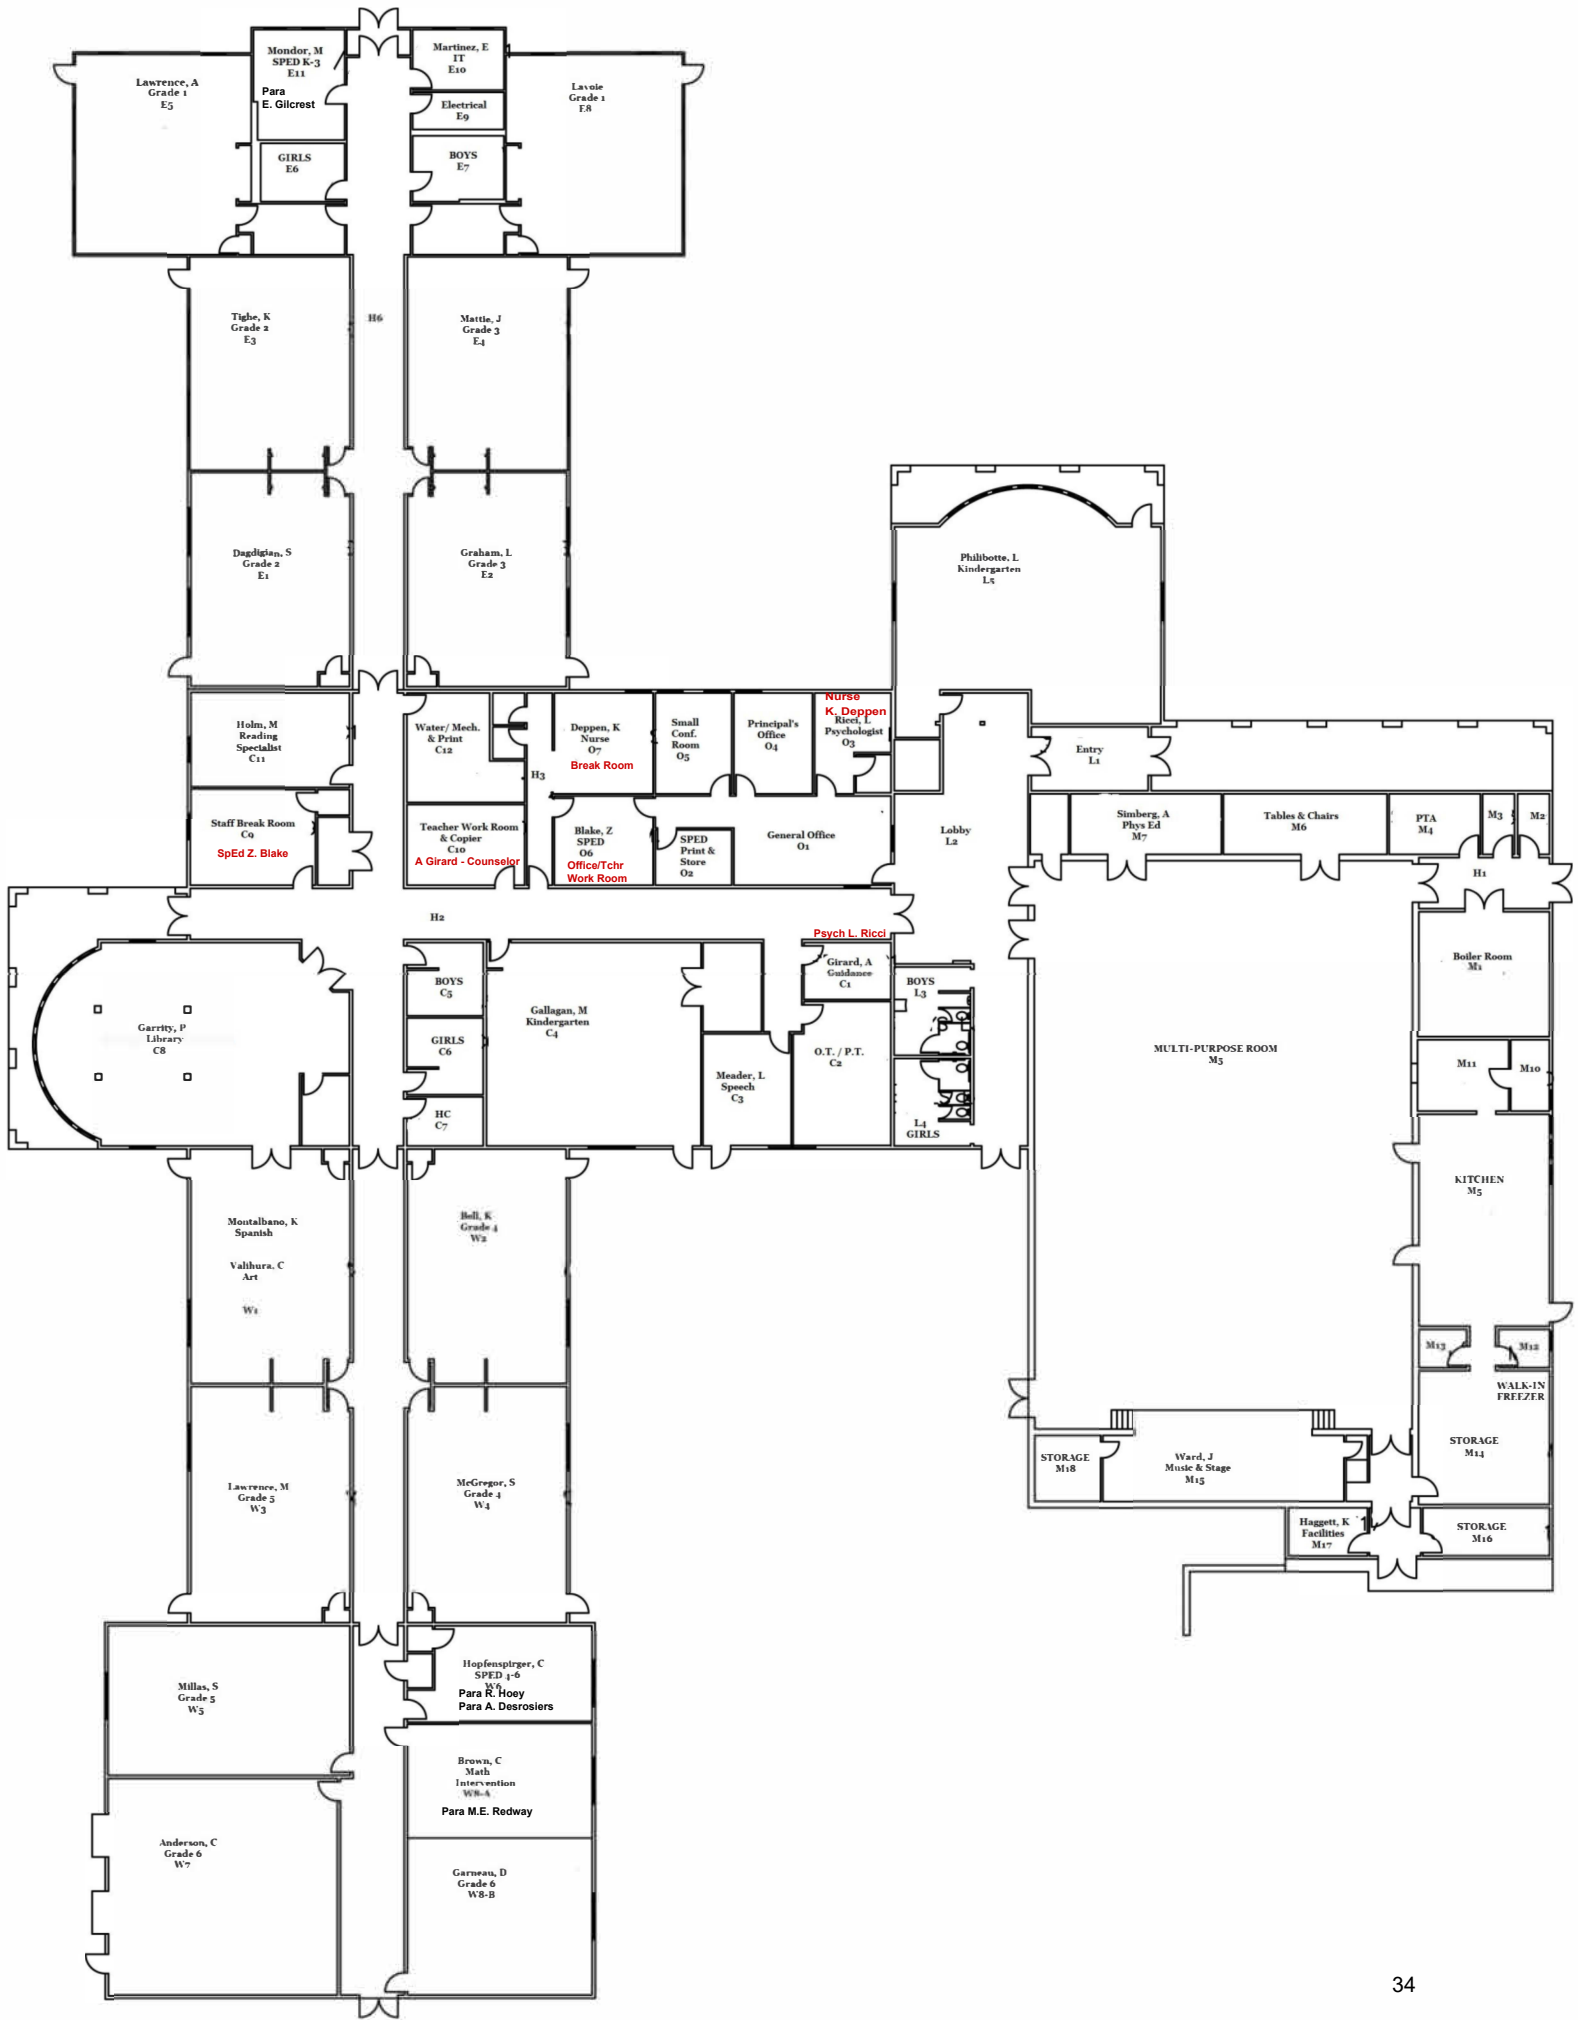 Mondor, M
SPED K-3
E11
Para
E. Gilcrest
Martinez, E
IT
E10
Lawrence, A
Grade 1
E5
Lavoie
Grade 1
E8
Electrical
E9
GIRLS
E6
BOYS
E7
Tighe, K
Grade 2
E3
H6
Mattie, J
Grade 3
E4
Dagdigian, S
Grade 2
E1
Graham, L
Grade 3
E2
Philibotte, L
Kindergarten
L5
Holm, M
Reading
Specialist
C11
Water/ Mech.
& Print
C12
H3
Deppen, K
Nurse
O7
Break Room
Small
Conf.
Room
O5
Principal's
Office
O4
Nurse
K. Deppen
Ricci, L
Psychologist
O3
Entry
L1
Staff Break Room
C9
SpEd Z. Blake
Teacher Work Room
& Copier
C10
A Girard - Counselor
Blake, Z
SPED
O6
Office/Tchr
Work Room
SPED
Print &
Store
O2
General Office
O1
Lobby
L2
Simberg, A
Phys Ed
M7
Tables & Chairs
M6
PTA
M4
M3
M2
H1
H2
Psych L. Ricci
Girard, A
Guidance
C1
Boiler Room
M1
BOYS
C5
BOYS
L3
Garrity, P
Library
C8
GIRLS
C6
Gallagan, M
Kindergarten
C4
O.T. / P.T.
C2
MULTI-PURPOSE ROOM
M5
M11
M10
Meader, L
Speech
C3
HC
C7
L4
GIRLS
KITCHEN
M5
Montalbano, K
Spanish
Valihura, C
Art
W1
Bell, K
Grade 4
W2
M13
M12
WALK-IN
FREEZER
STORAGE
M14
STORAGE
M18
Ward, J
Music & Stage
M15
Lawrence, M
Grade 5
W3
McGregor, S
Grade 4
W4
Haggett, K
Facilities
M17
STORAGE
M16
Millas, S
Grade 5
W5
Hopfenspirger, C
SPED 4-6
W6
Para R. Hoey
Para A. Desrosiers
Brown, C
Math
Intervention
W8-A
Para M.E. Redway
Anderson, C
Grade 6
W7
Garneau, D
Grade 6
W8-B
34